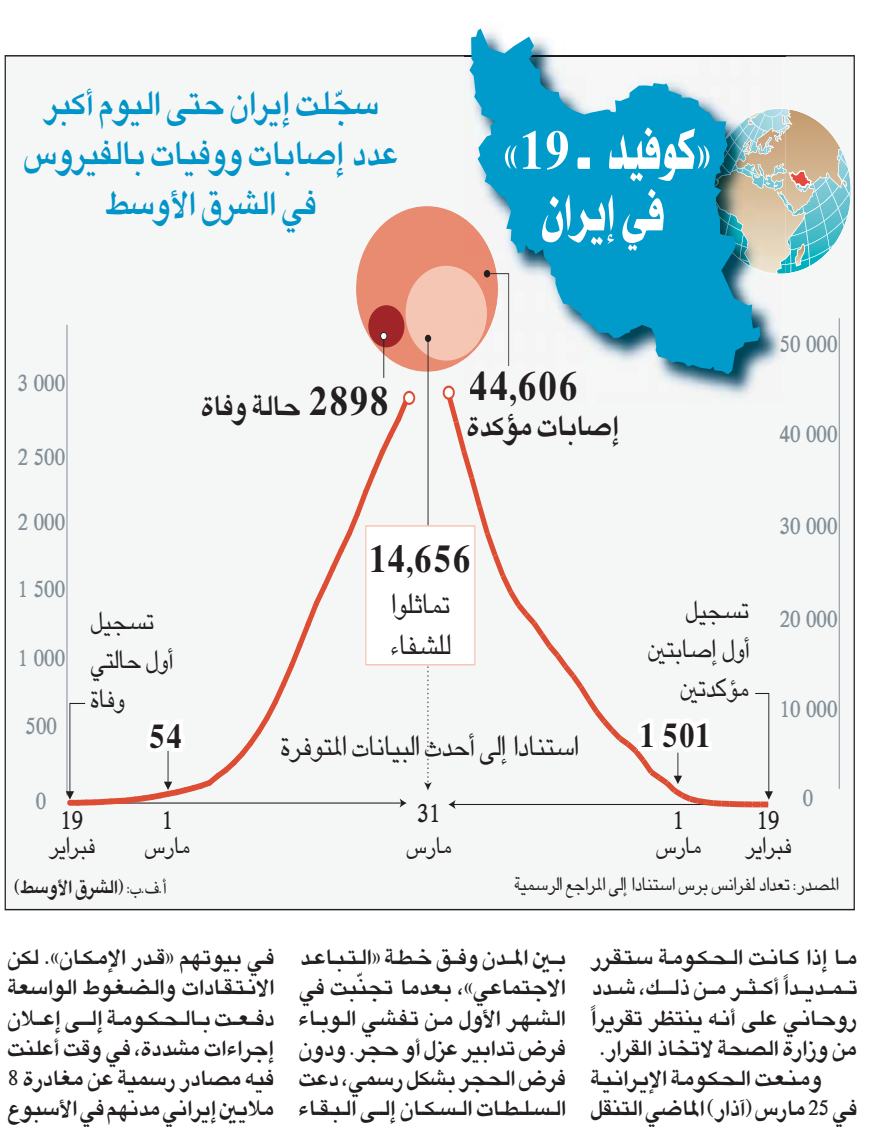 «كوفيد ـ 19»
في إيران
سجّلت إيران حتى اليوم أكبر
عدد إصابات ووفيات بالفيروس
في الشرق الأوسط
50 000
40 000
30 000
20 000
10 000
0
3 000
2 500
2 000
1 500
1 000
500
0
44,606
إصابات مؤكدة
2898 حالة وفاة
14,656
تماثلوا
للشفاء
تسجيل
أول إصابتين
مؤكدتين
تسجيل
أول حالتي
وفاة
1 501
54
استنادا إلى أحدث البيانات المتوفرة
19
فبراير
1
مارس
31
مارس
1
مارس
19
فبراير
المصدر: تعداد لفرانس برس استنادا إلى المراجع الرسمية
أ.ف.ب: (الشرق الأوسط)
ما إذا كانت الحكومة ستقرر
تمديداً أكثر من ذلك، شدد
روحاني على أنه ينتظر تقريراً
من وزارة الصحة لاتخاذ القرار.
ومنعت الحكومة الإيرانية
في 25 مارس (آذار) الماضي التنقل
بين المدن وفق خطة «التباعد
الاجتماعي»، بعدما تجنّبت في
الشهر الأول من تفشي الوباء
فرض تدابير عزل أو حجر. ودون
فرض الحجر بشكل رسمي، دعت
السلطات السكان إلى البقاء
في بيوتهم «قدر الإمكان». لكن
الانتقادات والضغوط الواسعة
دفعت بالحكومة إلى إعلان
إجراءات مشددة، في وقت أعلنت
فيه مصادر رسمية عن مغادرة 8
ملايين إيراني مدنهم في الأسبوع